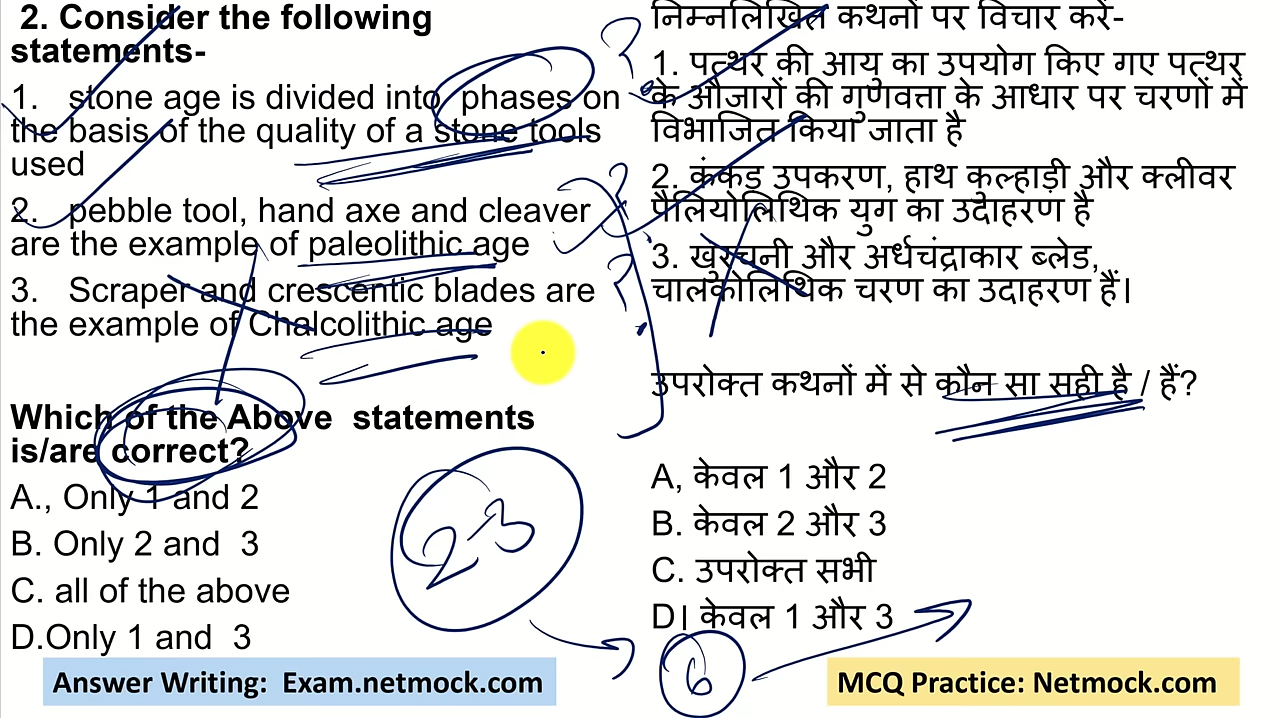 2. Consider the following
statements-
1. stone age is divided into phases on
the basis of the quality of a stone tools
used
2. pebble tool, hand axe and cleaver
are the example of paleolithic age
3. Scraper and crescentic blades are
the example of Chalcolithic age
Which of the Above statements
is/are correct?
A., Only 1 and 2
B. Only 2 and 3
C. all of the above
D.Only 1 and 3
निम्नलिखित कथनों पर विचार करें-
1. पत्थर की आयु का उपयोग किए गए पत्थर
के औजारों की गुणवत्ता के आधार पर चरणों में
विभाजित किया जाता है
2. कंकड़ उपकरण, हाथ कुल्हाड़ी और क्लीवर
पैलियोलिथिक युग का उदाहरण है
3. खुरचनी और अर्धचंद्राकार ब्लेड,
चालकोलिथिक चरण का उदाहरण हैं।
उपरोक्त कथनों में से कौन सा सही है / हैं?
A, केवल 1 और 2
B. केवल 2 और 3
C. उपरोक्त सभी
D। केवल 1 और 3
2-3
6
Answer Writing: Exam.netmock.com
MCQ Practice: Netmock.com